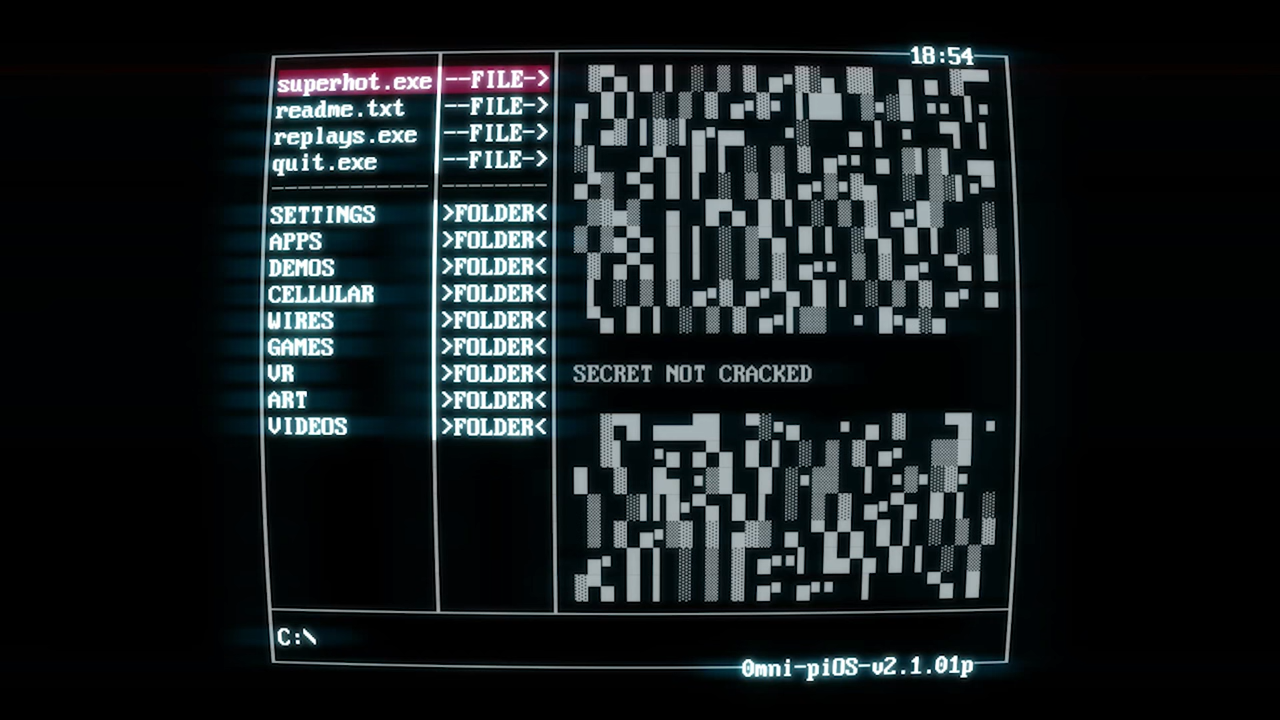 18:54
superhot.exe --FILE->
readme.txt --FILE->
replays.exe --FILE->
quit.exe --FILE->
SETTINGS >FOLDER<
APPS >FOLDER<
DEMOS >FOLDER<
CELLULAR >FOLDER<
WIRES >FOLDER<
GAMES >FOLDER<
VR >FOLDER<
SECRET NOT CRACKED
ART >FOLDER<
VIDEOS >FOLDER<
C:\
0mni-piOS-v2.1.01p